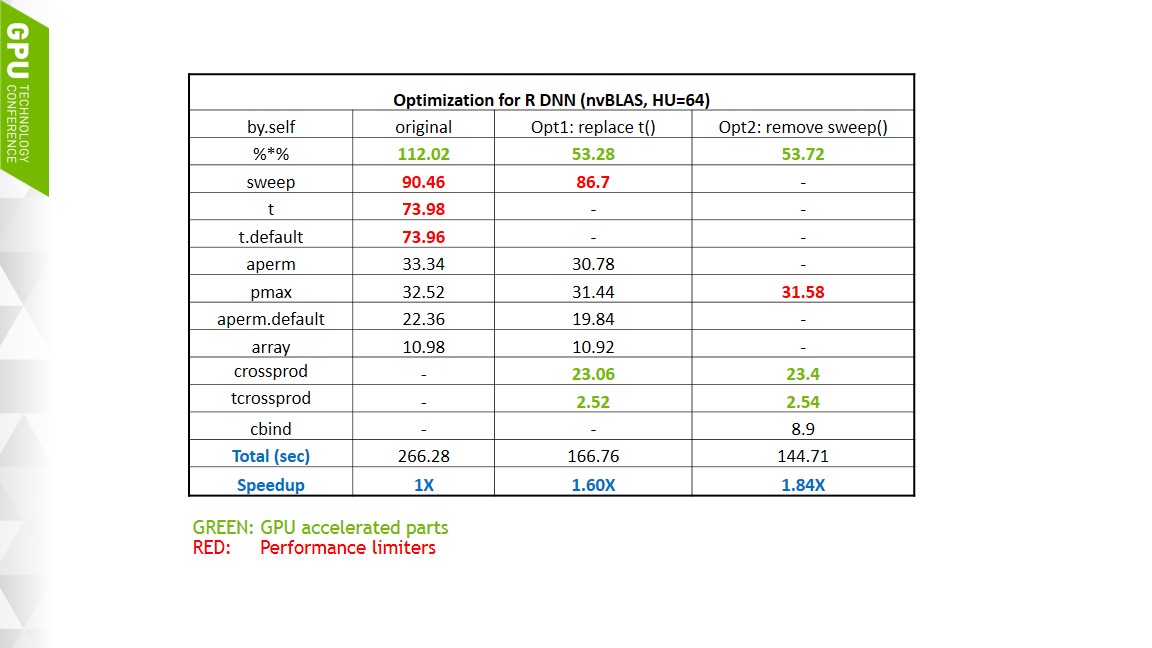 GPU TECHNOLOGY
CONFERENCE
Optimization for R DNN (nvBLAS, HU=64)
by.self original Opt1: replace t() Opt2: remove sweep()
%*% 112.02 53.28 53.72
sweep 90.46 86.7 -
t 73.98 - -
t.default 73.96 - -
aperm 33.34 30.78 -
pmax 32.52 31.44 31.58
aperm.default 22.36 19.84 -
array 10.98 10.92 -
crossprod - 23.06 23.4
tcrossprod - 2.52 2.54
cbind - - 8.9
Total (sec) 266.28 166.76 144.71
Speedup 1X 1.60X 1.84X
GREEN: GPU accelerated parts
RED: Performance limiters